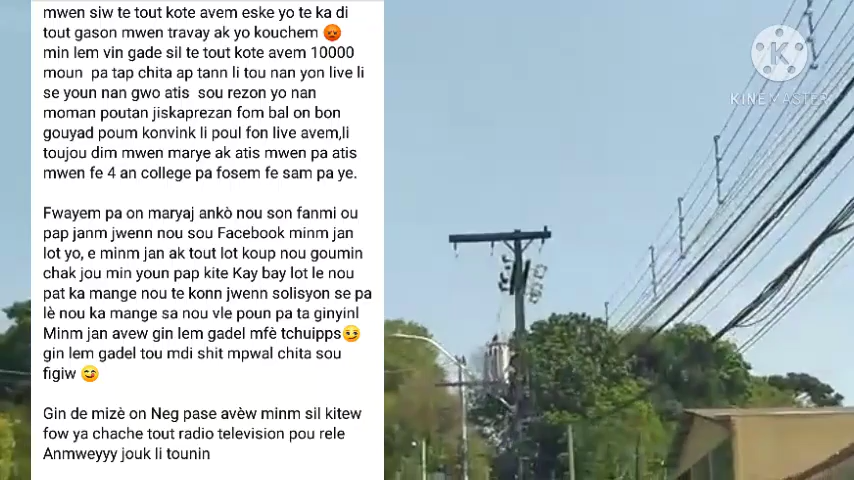 mwen siw te tout kote avem eske yo te ka di
tout gason mwen travay ak yo kouchem 🥵
min lem vin gade sil te tout kote avem 10000
moun pa tap chita ap tann li tou nan yon live li
se youn nan gwo atis sou rezon yo nan
moman poutan jiskaprezan fom bal on bon
gouyad poum konvink li poul fon live avem,li
toujou dim mwen marye ak atis mwen pa atis
mwen fe 4 an college pa fosem fe sam pa ye.
Fwayem pa on maryaj ankò nou son fanmi ou
pap janm jwenn nou sou Facebook minm jan
lot yo, e minm jan ak tout lot koup nou goumin
chak jou min youn pap kite Kay bay lot le nou
pat ka mange nou te konn jwenn solisyon se pa
lè nou ka mange sa nou vle poun pa ta ginyinl
Minm jan avew gin lem gadel mfè tchuipps😏
gin lem gadel tou mdi shit mpwal chita sou
figiw 😋
Gin de mizè on Neg pase avèw minm sil kitew
fow ya chache tout radio television pou rele
Anmweyyy jouk li tounin
K
KINEMASTER